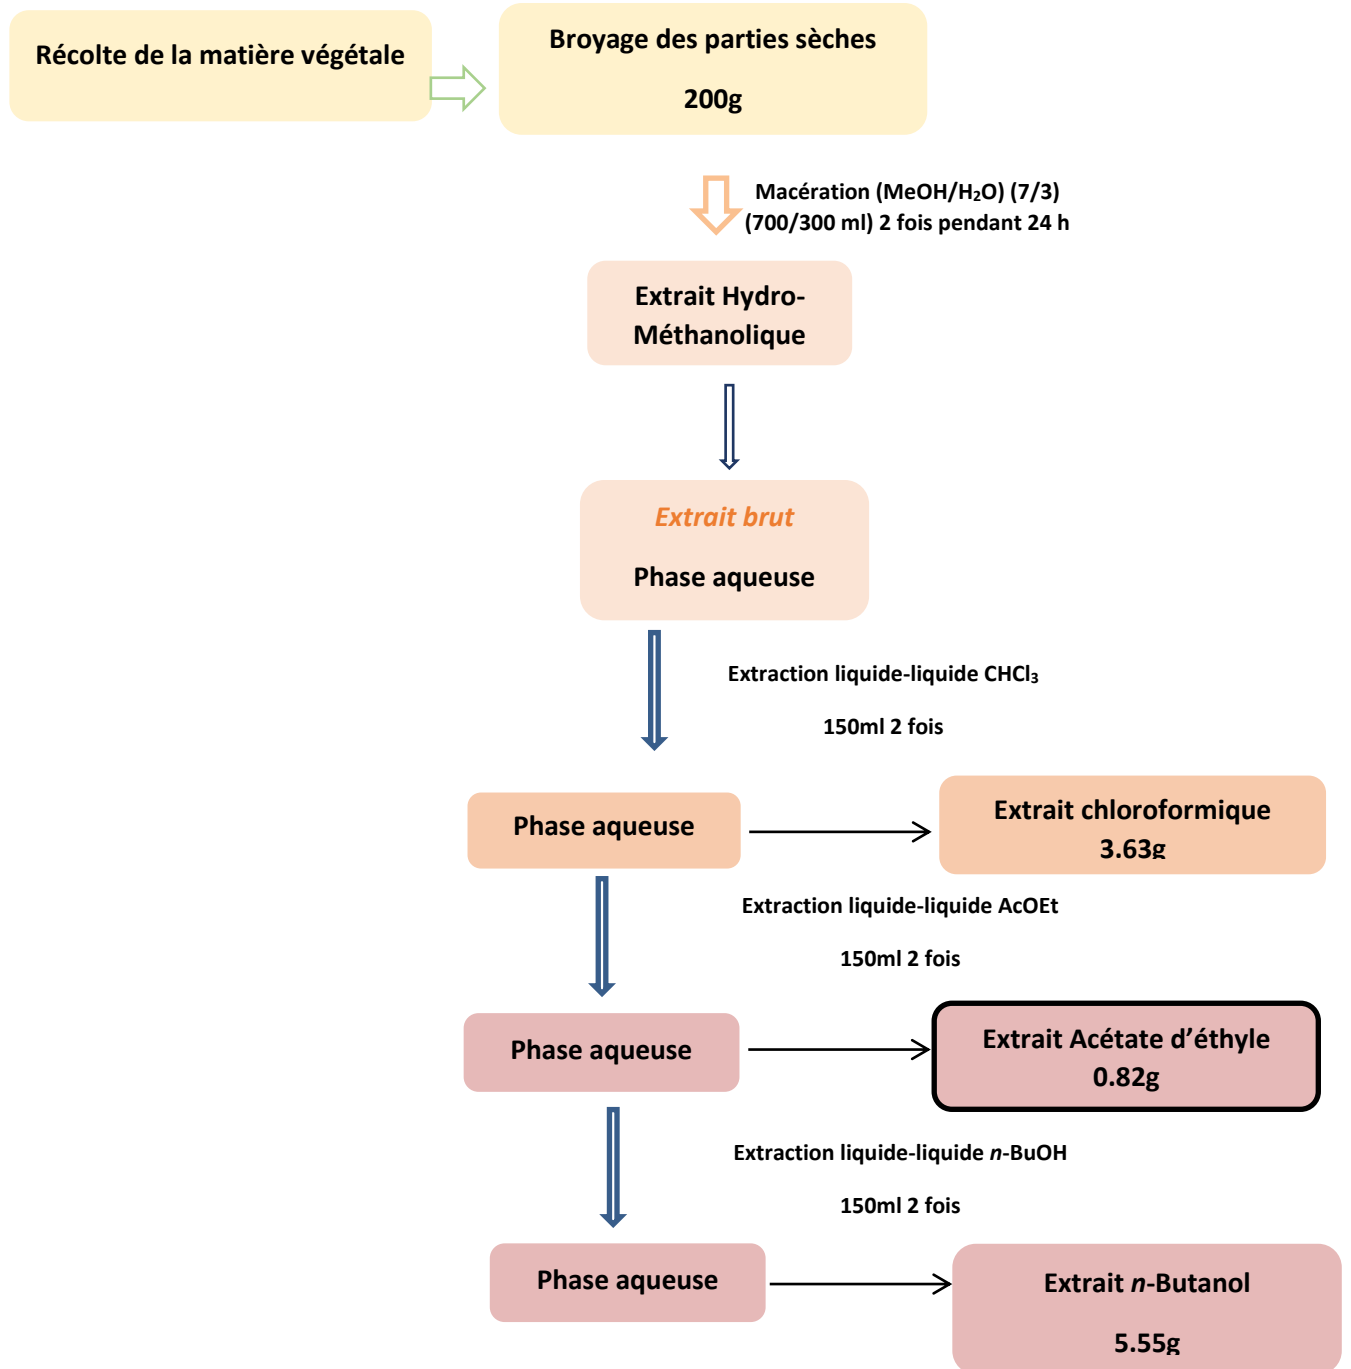 Récolte de la matière végétale
Broyage des parties sèches
200g
Macération (MeOH/H₂O) (7/3)
(700/300 ml) 2 fois pendant 24 h
Extrait Hydro-
Méthanolique
Extrait brut
Phase aqueuse
Extraction liquide-liquide CHCl₃
150ml 2 fois
Phase aqueuse
Extrait chloroformique
3.63g
Extraction liquide-liquide AcOEt
150ml 2 fois
Phase aqueuse
Extrait Acétate d’éthyle
0.82g
Extraction liquide-liquide n-BuOH
150ml 2 fois
Phase aqueuse
Extrait n-Butanol
5.55g